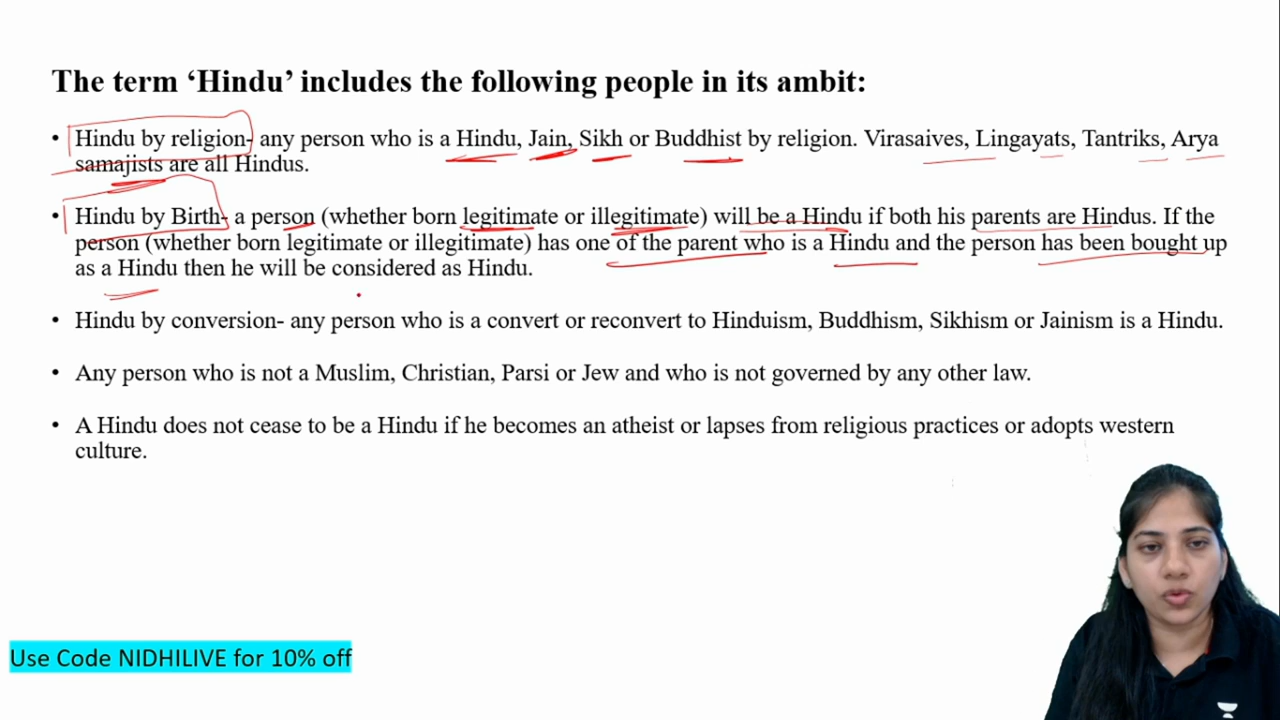 The term ‘Hindu’ includes the following people in its ambit:
• Hindu by religion- any person who is a Hindu, Jain, Sikh or Buddhist by religion. Virasaives, Lingayats, Tantriks, Arya
samajists are all Hindus.
• Hindu by Birth- a person (whether born legitimate or illegitimate) will be a Hindu if both his parents are Hindus. If the
person (whether born legitimate or illegitimate) has one of the parent who is a Hindu and the person has been bought up
as a Hindu then he will be considered as Hindu.
• Hindu by conversion- any person who is a convert or reconvert to Hinduism, Buddhism, Sikhism or Jainism is a Hindu.
• Any person who is not a Muslim, Christian, Parsi or Jew and who is not governed by any other law.
• A Hindu does not cease to be a Hindu if he becomes an atheist or lapses from religious practices or adopts western
culture.
Use Code NIDHILIVE for 10% off